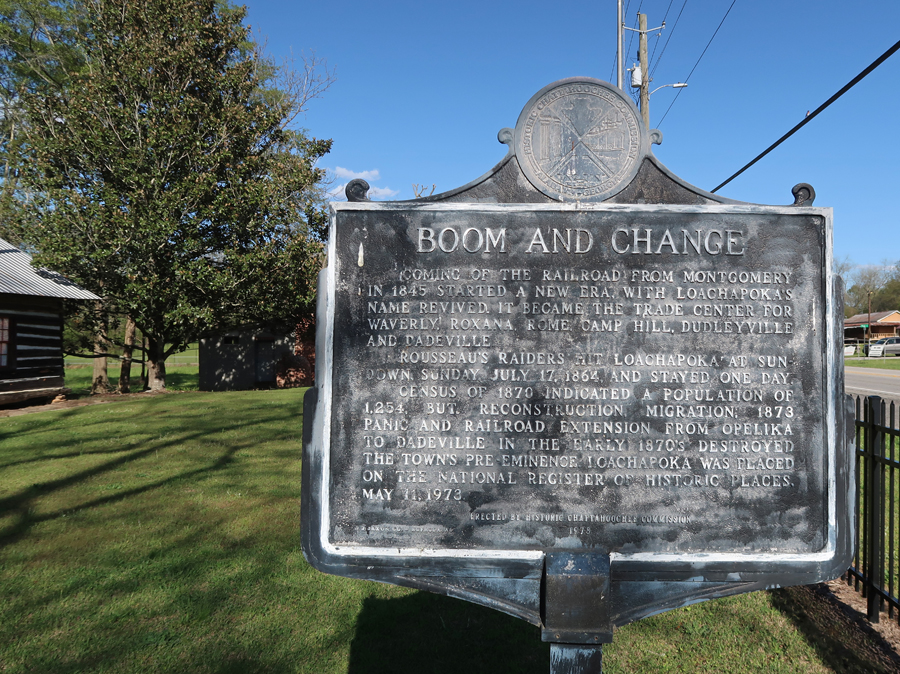 BOOM AND CHANGE
COMING OF THE RAILROAD FROM MONTGOMERY
IN 1845 STARTED A NEW ERA. WITH LOACHAPOKA'S
NAME REVIVED, IT BECAME THE TRADE CENTER FOR
WAVERLY, ROXANA, ROME, CAMP HILL, DUDLEYVILLE
AND DADEVILLE.
ROUSSEAU'S RAIDERS HIT LOACHAPOKA AT SUN-
DOWN, SUNDAY, JULY 17, 1864, AND STAYED ONE DAY.
CENSUS OF 1870 INDICATED A POPULATION OF
1,254, BUT, RECONSTRUCTION, MIGRATION, 1873
PANIC AND RAILROAD EXTENSION FROM OPELIKA
TO DADEVILLE IN THE EARLY 1870'S DESTROYED
THE TOWN'S PRE-EMINENCE. LOACHAPOKA WAS PLACED
ON THE NATIONAL REGISTER OF HISTORIC PLACES,
MAY 11, 1973
ERECTED BY HISTORIC CHATTAHOOCHEE COMMISSION
1978